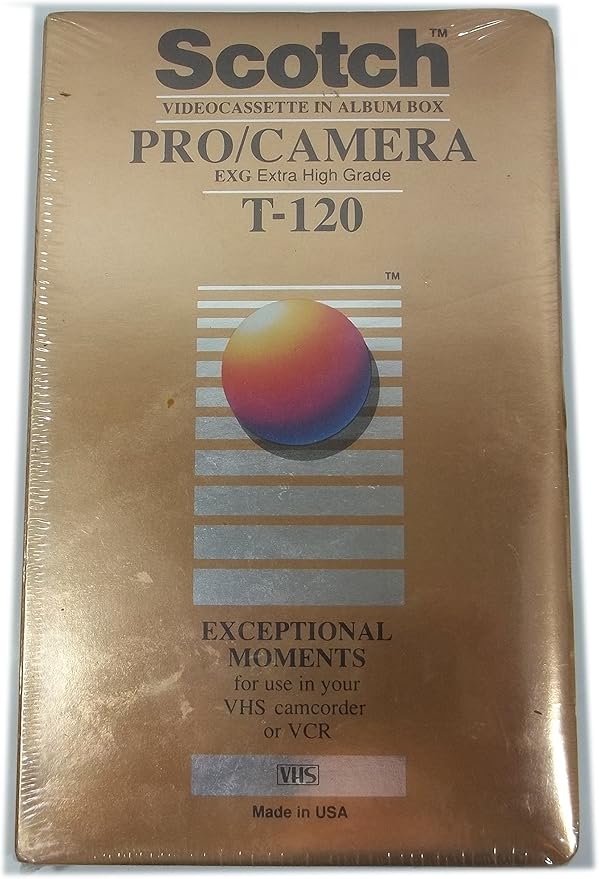 Scotch™
VIDEOCASSETTE IN ALBUM BOX
PRO/CAMERA
EXG Extra High Grade
T-120
™
EXCEPTIONAL
MOMENTS
for use in your
VHS camcorder
or VCR
VHS
Made in USA